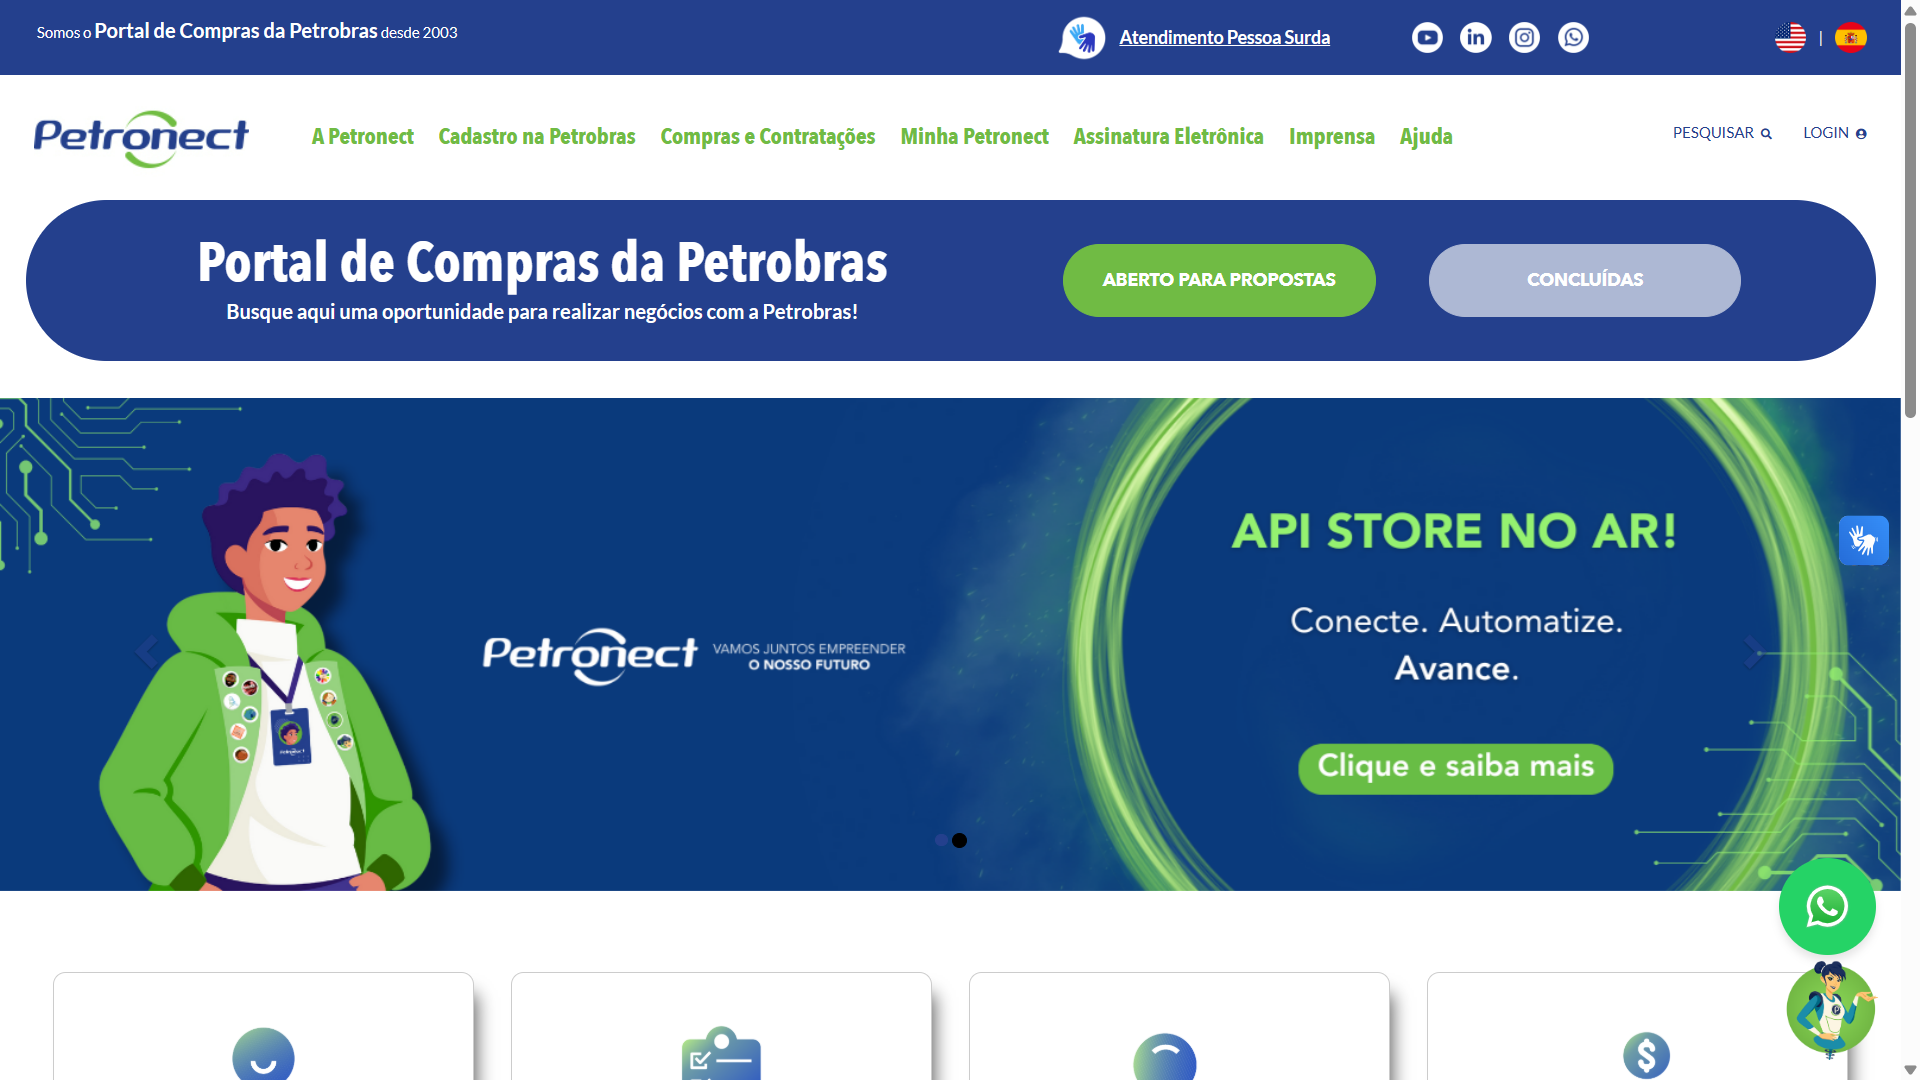 Somos o Portal de Compras da Petrobras desde 2003
Atendimento Pessoa Surda
|
Petronect
A Petronect
Cadastro na Petrobras
Compras e Contratações
Minha Petronect
Assinatura Eletrônica
Imprensa
Ajuda
PESQUISAR
LOGIN
Portal de Compras da Petrobras
Busque aqui uma oportunidade para realizar negócios com a Petrobras!
ABERTO PARA PROPOSTAS
CONCLUÍDAS
API STORE NO AR!
Conecte. Automatize.
Avance.
Clique e saiba mais
Petronect
VAMOS JUNTOS EMPREENDER
O NOSSO FUTURO
Petronect